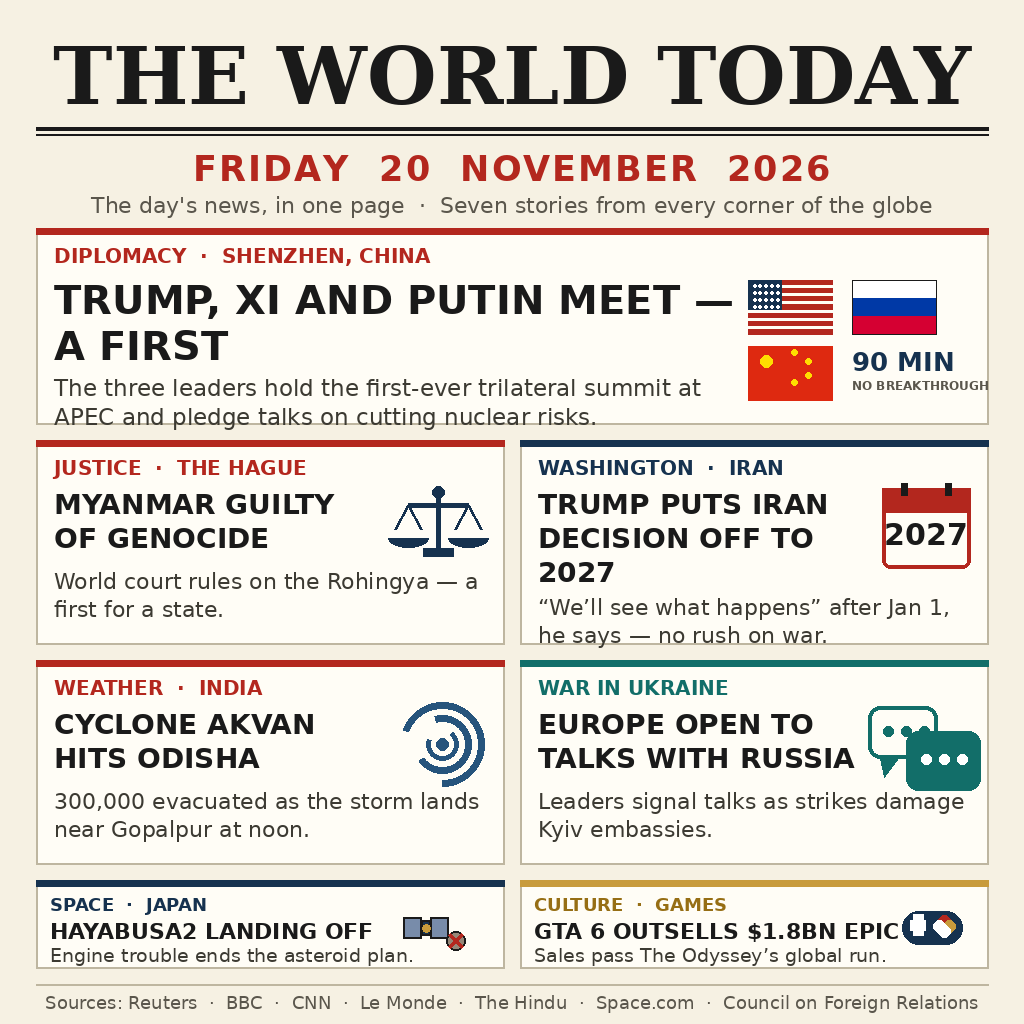 THE WORLD TODAY
FRIDAY 20 NOVEMBER 2026
The day's news, in one page · Seven stories from every corner of the globe
DIPLOMACY · SHENZHEN, CHINA
TRUMP, XI AND PUTIN MEET —
A FIRST
The three leaders hold the first-ever trilateral summit at
APEC and pledge talks on cutting nuclear risks.
90 MIN
NO BREAKTHROUGH
JUSTICE · THE HAGUE
MYANMAR GUILTY
OF GENOCIDE
World court rules on the Rohingya — a
first for a state.
WASHINGTON · IRAN
TRUMP PUTS IRAN
DECISION OFF TO
2027
“We’ll see what happens” after Jan 1,
he says — no rush on war.
2027
WEATHER · INDIA
CYCLONE AKVAN
HITS ODISHA
300,000 evacuated as the storm lands
near Gopalpur at noon.
WAR IN UKRAINE
EUROPE OPEN TO
TALKS WITH RUSSIA
Leaders signal talks as strikes damage
Kyiv embassies.
SPACE · JAPAN
HAYABUSA2 LANDING OFF
Engine trouble ends the asteroid plan.
CULTURE · GAMES
GTA 6 OUTSELLS $1.8BN EPIC
Sales pass The Odyssey’s global run.
Sources: Reuters · BBC · CNN · Le Monde · The Hindu · Space.com · Council on Foreign Relations